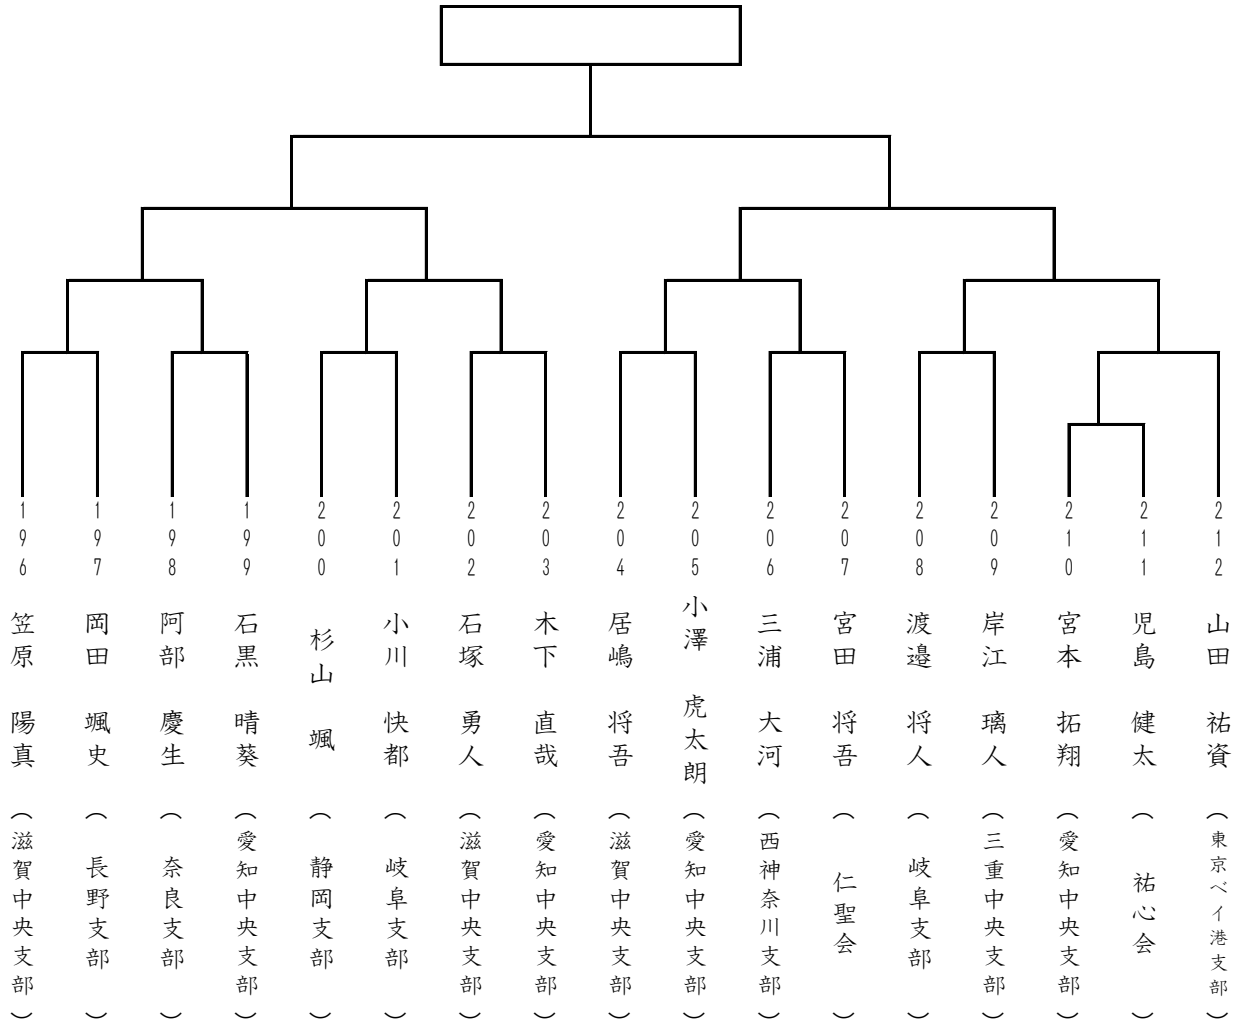 196 笠原 陽真 （滋賀中央支部）
197 岡田 颯史 （長野支部）
198 阿部 慶生 （奈良支部）
199 石黒 晴葵 （愛知中央支部）
200 杉山 颯 （静岡支部）
201 小川 快都 （岐阜支部）
202 石塚 勇人 （滋賀中央支部）
203 木下 直哉 （愛知中央支部）
204 居嶋 将吾 （滋賀中央支部）
205 小澤 虎太朗 （愛知中央支部）
206 三浦 大河 （西神奈川支部）
207 宮田 将吾 （仁聖会）
208 渡邉 将人 （岐阜支部）
209 岸江 璃人 （三重中央支部）
210 宮本 拓翔 （愛知中央支部）
211 児島 健太 （祐心会）
212 山田 祐資 （東京ベイ港支部）